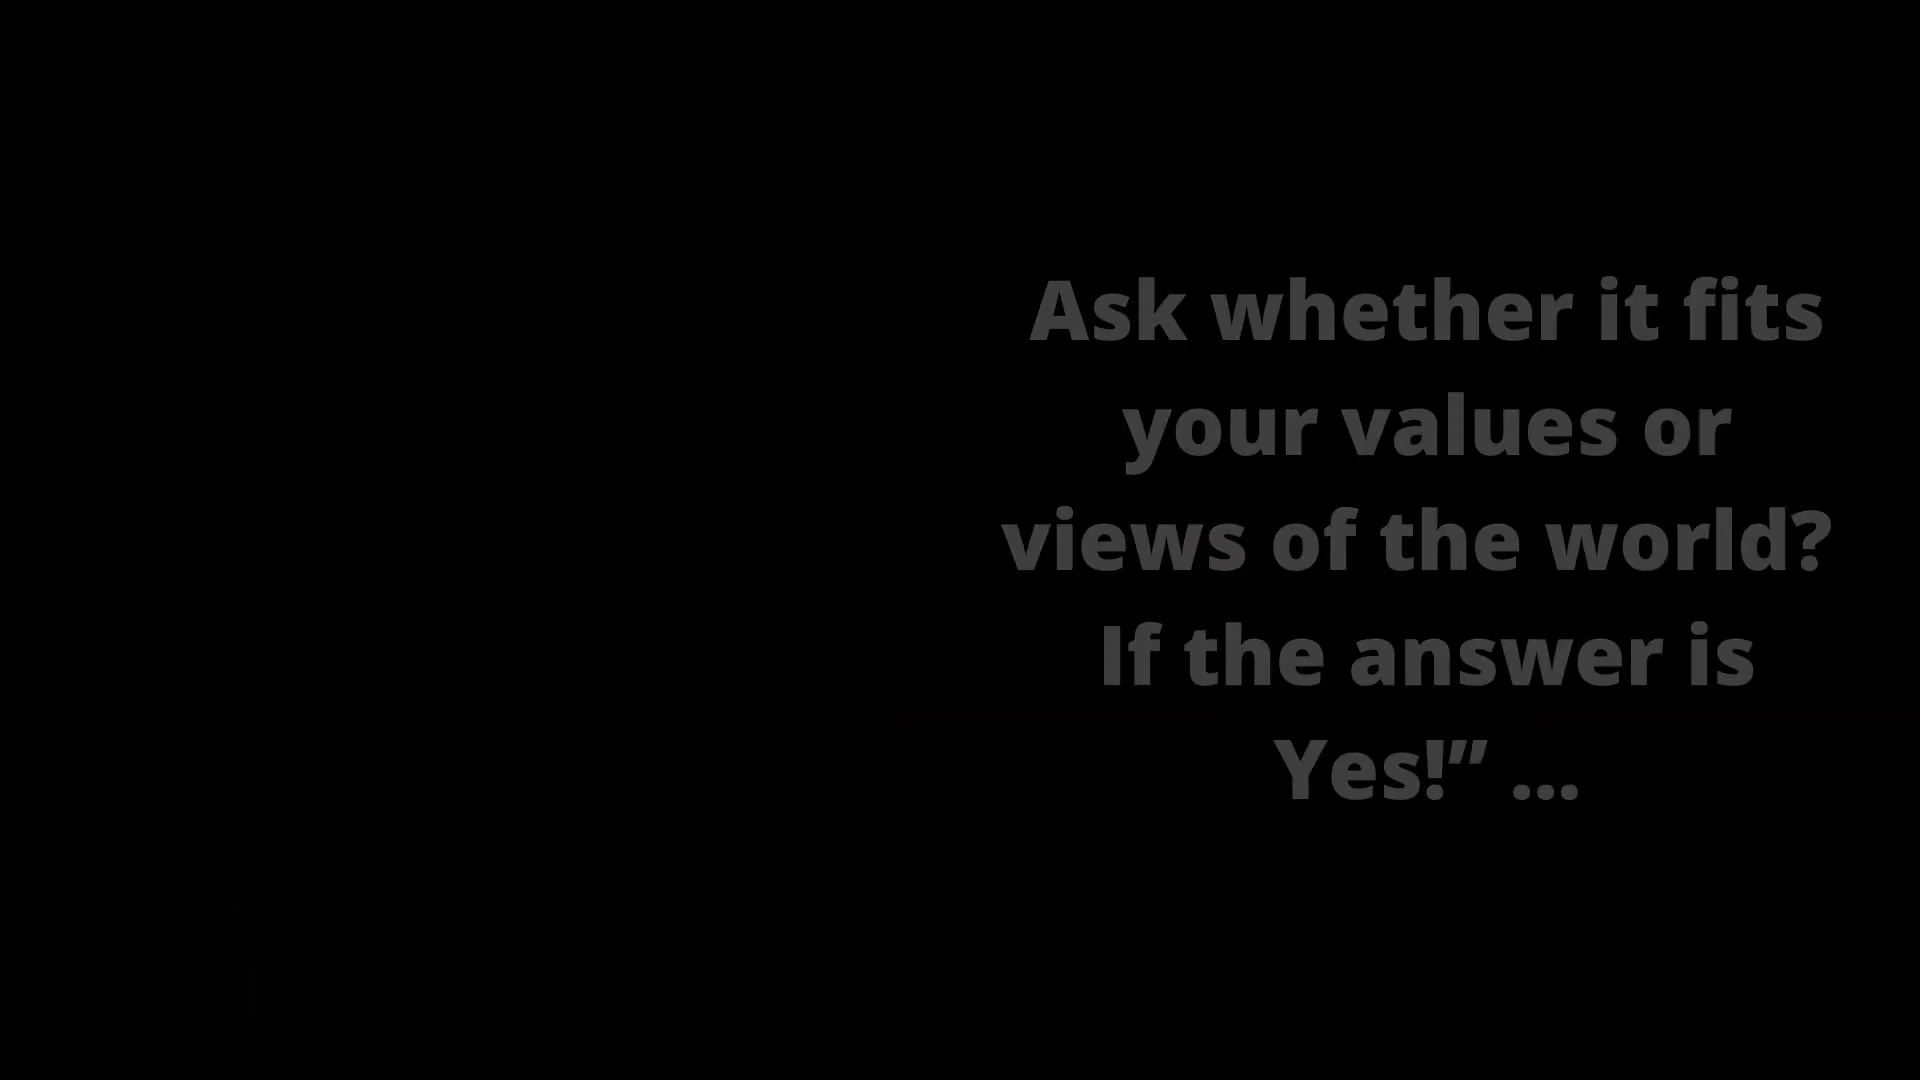 Ask whether it fits
your values or
views of the world?
If the answer is
Yes!” ...